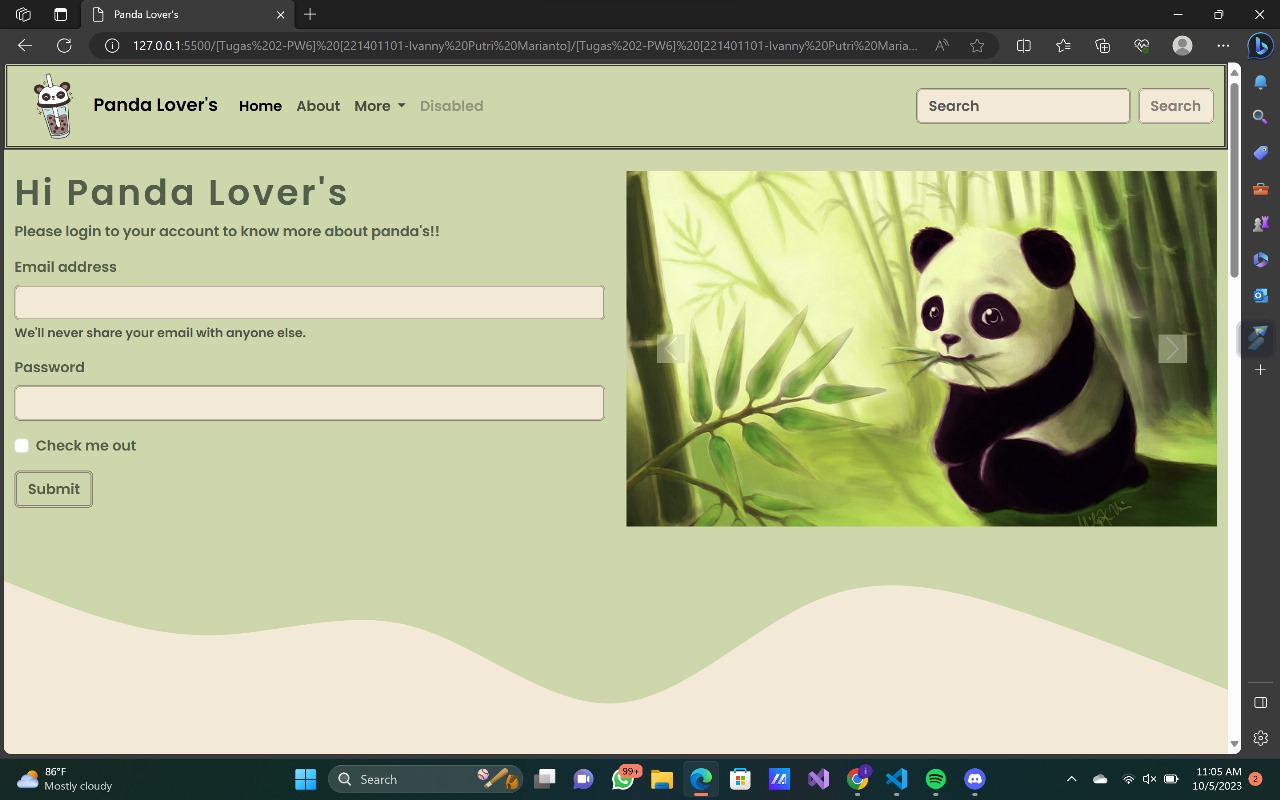 Panda Lover's
127.0.0.1:5500/[Tugas%202-PW6]%20[221401101-Ivanny%20Putri%20Marianto]/[Tugas%202-PW6]%20[221401101-Ivanny%20Putri%20Maria...
Panda Lover's Home About More Disabled Search Search
Hi Panda Lover's
Please login to your account to know more about panda's!!
Email address
We'll never share your email with anyone else.
Password
Check me out
Submit
86°F
Mostly cloudy
Search
99+
11:05 AM
10/5/2023
2